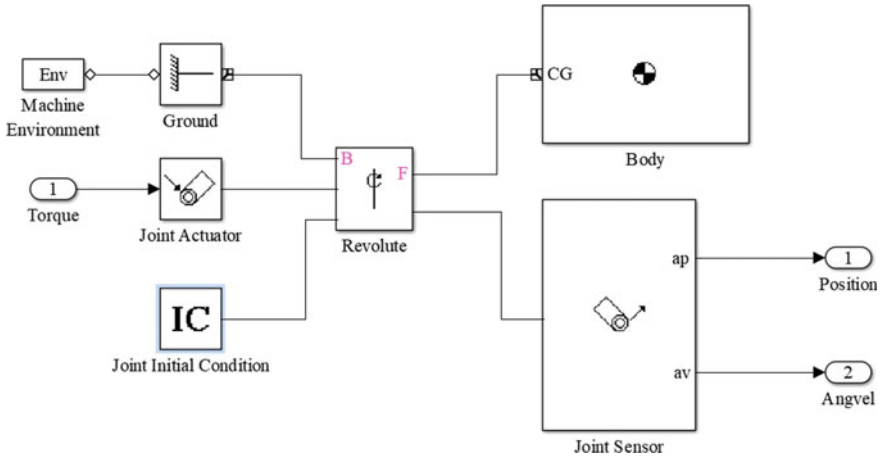 Env
Machine
Environment
Ground
CG
Body
B
F
Revolute
1
Torque
Joint Actuator
IC
Joint Initial Condition
ap
av
Joint Sensor
1
Position
2
Angvel